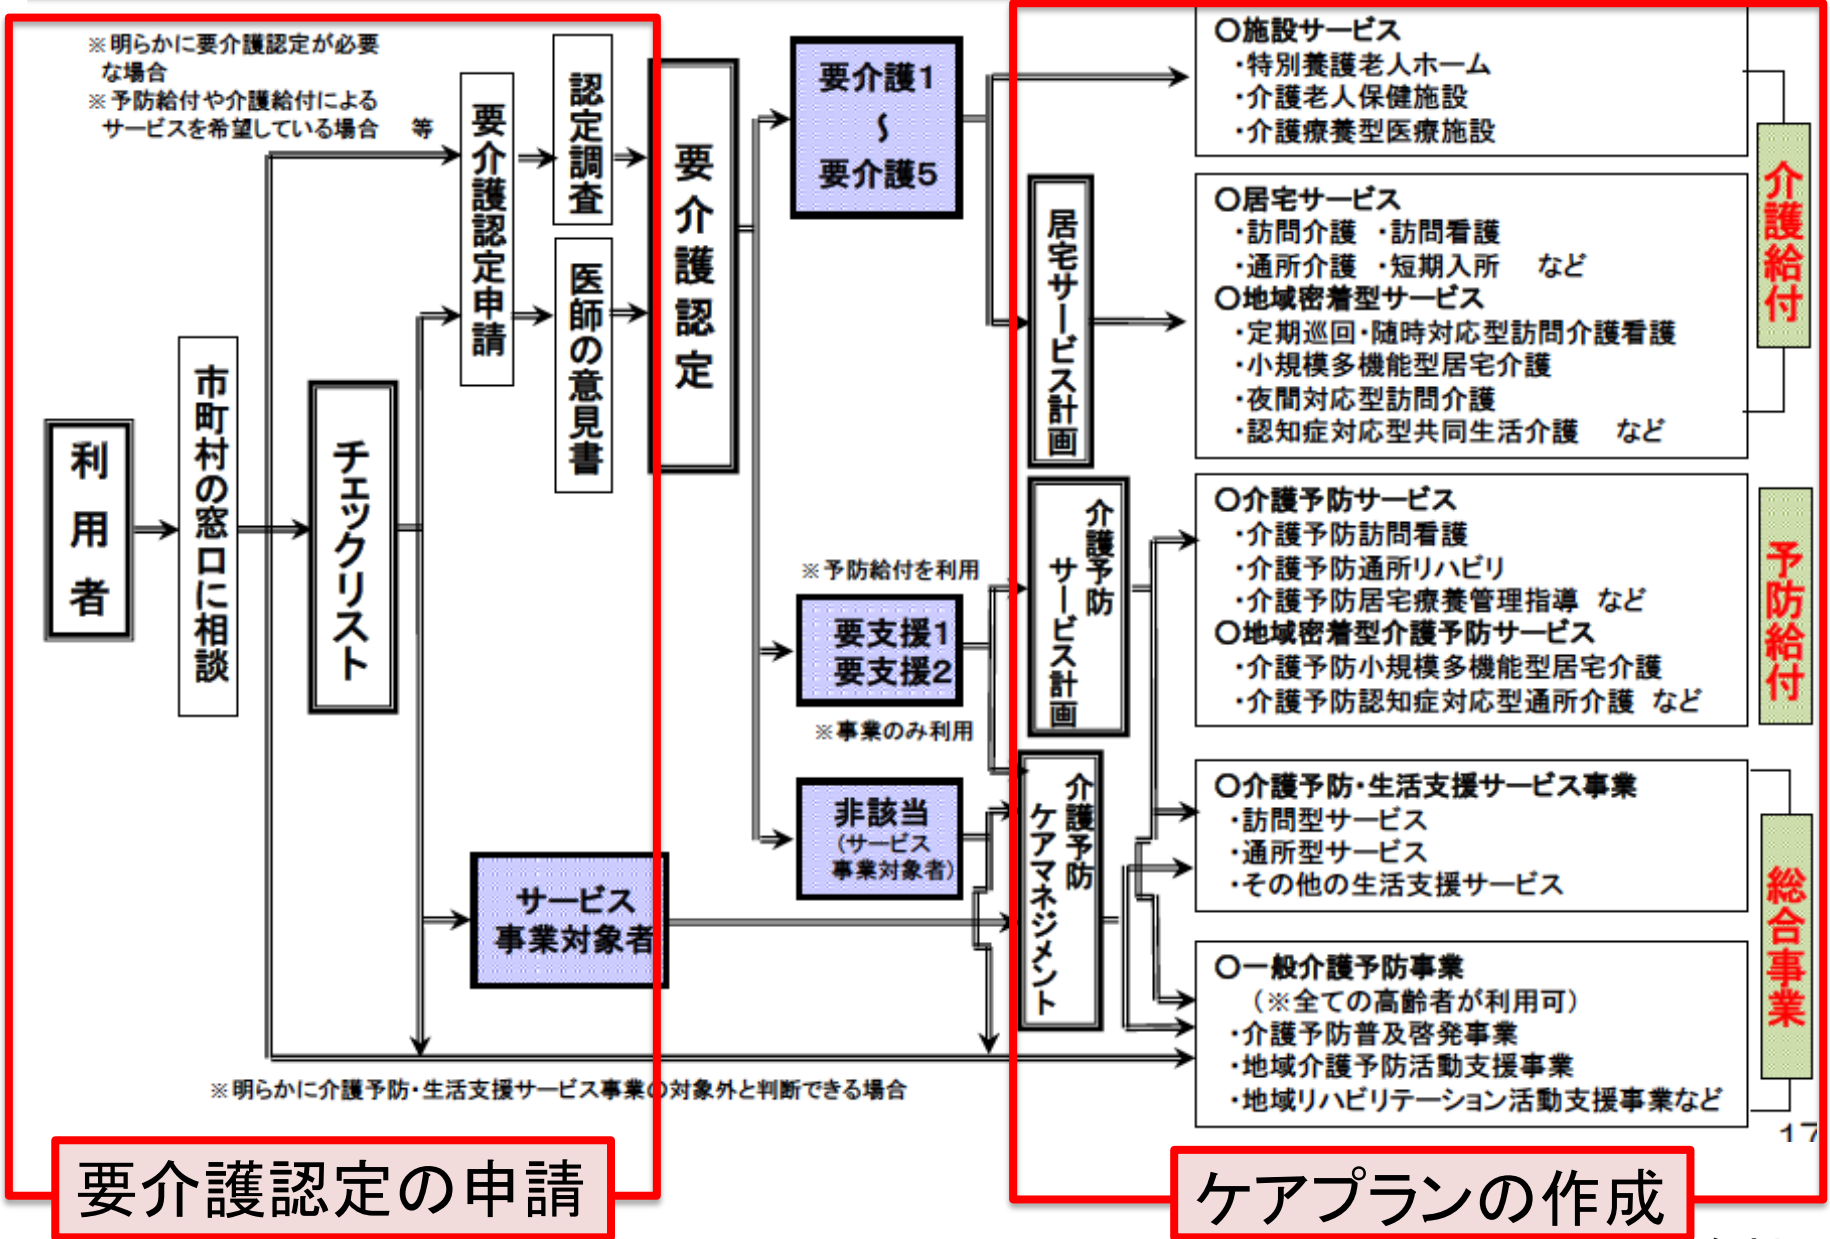 ※明らかに要介護認定が必要
な場合
※予防給付や介護給付による
サービスを希望している場合　等
利用者
市町村の窓口に相談
チェックリスト
要介護認定申請
認定調査
医師の意見書
要介護認定
サービス
事業対象者
※明らかに介護予防・生活支援サービス事業の対象外と判断できる場合
要介護1
～
要介護5
※予防給付を利用
要支援1
要支援2
※事業のみ利用
非該当
(サービス
事業対象者)
居宅サービス計画
介護予防
サービス計画
介護予防
ケアマネジメント
〇施設サービス
・特別養護老人ホーム
・介護老人保健施設
・介護療養型医療施設
〇居宅サービス
・訪問介護　・訪問看護
・通所介護　・短期入所　など
〇地域密着型サービス
・定期巡回・随時対応型訪問介護看護
・小規模多機能型居宅介護
・夜間対応型訪問介護
・認知症対応型共同生活介護　など
〇介護予防サービス
・介護予防訪問看護
・介護予防通所リハビリ
・介護予防居宅療養管理指導　など
〇地域密着型介護予防サービス
・介護予防小規模多機能型居宅介護
・介護予防認知症対応型通所介護　など
〇介護予防・生活支援サービス事業
・訪問型サービス
・通所型サービス
・その他の生活支援サービス
〇一般介護予防事業
（※全ての高齢者が利用可）
・介護予防普及啓発事業
・地域介護予防活動支援事業
・地域リハビリテーション活動支援事業など
介護給付
予防給付
総合事業
17
要介護認定の申請
ケアプランの作成